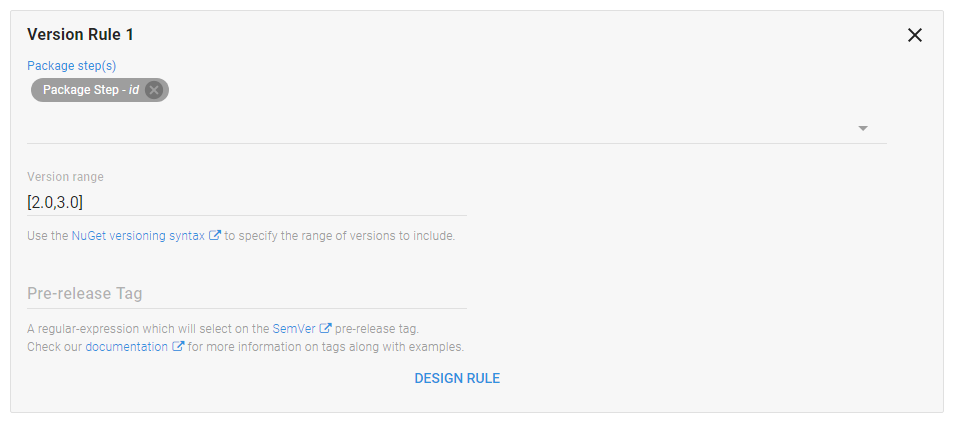 Version Rule 1
Package step(s)
Package Step - id
Version range
[2.0,3.0]
Use the NuGet versioning syntax to specify the range of versions to include.
Pre-release Tag
A regular-expression which will select on the SemVer pre-release tag.
Check our documentation for more information on tags along with examples.
DESIGN RULE